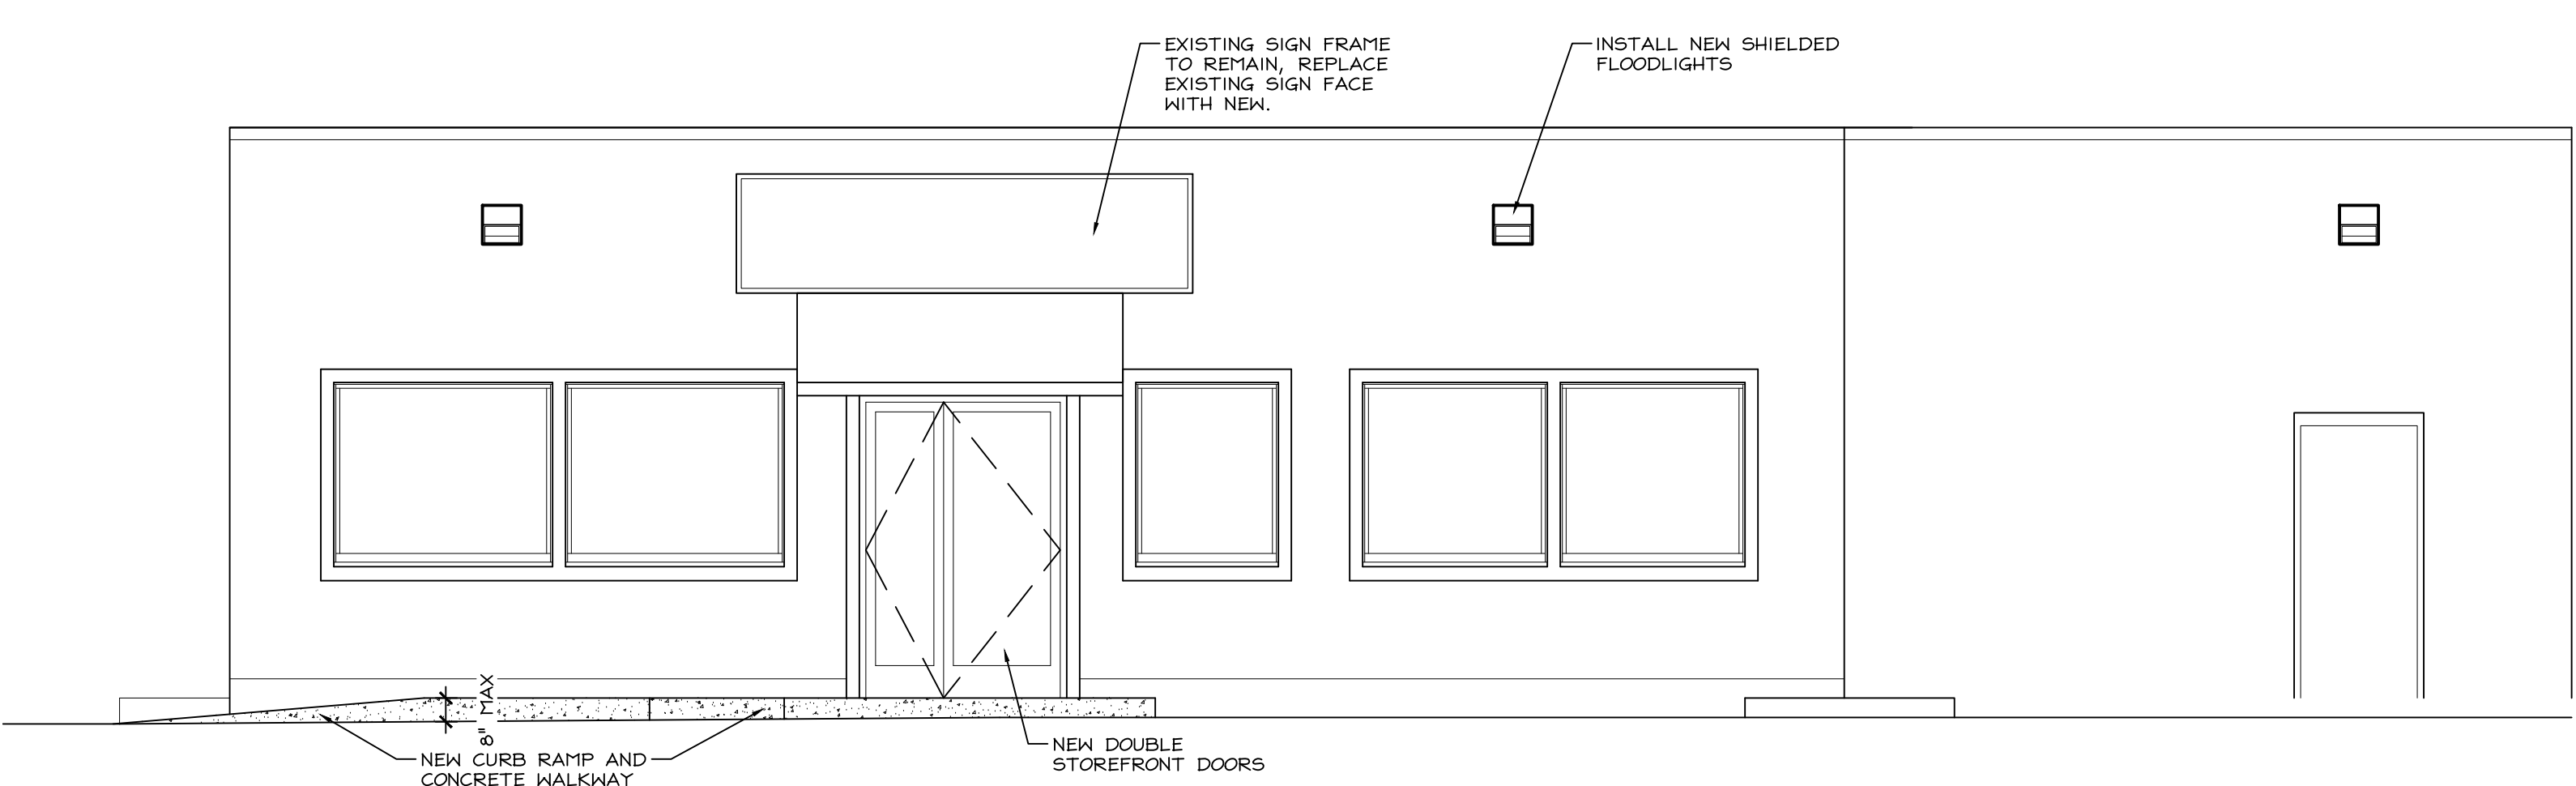 EXISTING SIGN FRAME
TO REMAIN, REPLACE
EXISTING SIGN FACE
WITH NEW.
INSTALL NEW SHIELDED
FLOODLIGHTS
8" MAX
NEW CURB RAMP AND
CONCRETE WALKWAY
NEW DOUBLE
STOREFRONT DOORS